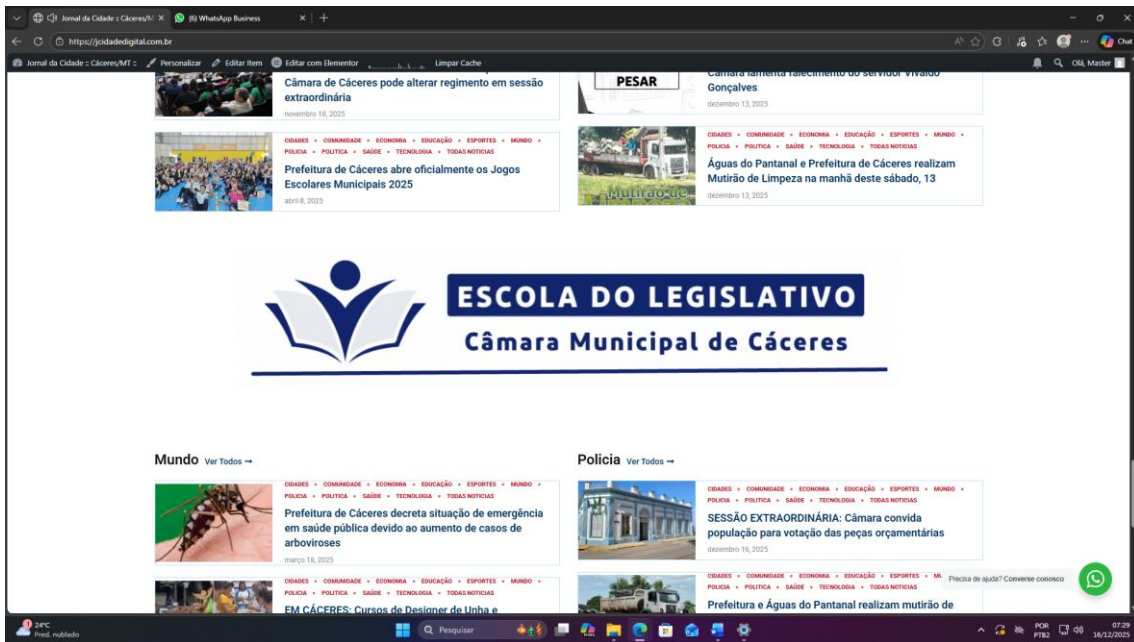 Jornal da Cidade :: Cáceres/M
(6) WhatsApp Business
https://jcidadedigital.com.br
Chat
Jornal da Cidade :: Cáceres/MT ::
Personalizar
Editar Item
Editar com Elementor
Limpar Cache
Olá, Master
Câmara de Cáceres pode alterar regimento em sessão
extraordinária
novembro 18, 2025
PESAR
Câmara lamenta falecimento do servidor Vivaldo
Gonçalves
dezembro 13, 2025
CIDADES • COMUNIDADE • ECONOMIA • EDUCAÇÃO • ESPORTES • MUNDO •
POLICIA • POLITICA • SAÚDE • TECNOLOGIA • TODAS NOTICIAS
Prefeitura de Cáceres abre oficialmente os Jogos
Escolares Municipais 2025
abril 8, 2025
CIDADES • COMUNIDADE • ECONOMIA • EDUCAÇÃO • ESPORTES • MUNDO •
POLICIA • POLITICA • SAÚDE • TECNOLOGIA • TODAS NOTICIAS
Águas do Pantanal e Prefeitura de Cáceres realizam
Mutirão de Limpeza na manhã deste sábado, 13
dezembro 13, 2025
Mutirão de
ESCOLA DO LEGISLATIVO
Câmara Municipal de Cáceres
Mundo Ver Todos →
CIDADES • COMUNIDADE • ECONOMIA • EDUCAÇÃO • ESPORTES • MUNDO •
POLICIA • POLITICA • SAÚDE • TECNOLOGIA • TODAS NOTICIAS
Prefeitura de Cáceres decreta situação de emergência
em saúde pública devido ao aumento de casos de
arboviroses
março 18, 2025
CIDADES • COMUNIDADE • ECONOMIA • EDUCAÇÃO • ESPORTES • MUNDO •
POLICIA • POLITICA • SAÚDE • TECNOLOGIA • TODAS NOTICIAS
EM CÁCERES: Cursos de Designer de Unha e
Policia Ver Todos →
CIDADES • COMUNIDADE • ECONOMIA • EDUCAÇÃO • ESPORTES • MUNDO •
POLICIA • POLITICA • SAÚDE • TECNOLOGIA • TODAS NOTICIAS
SESSÃO EXTRAORDINÁRIA: Câmara convida
população para votação das peças orçamentárias
dezembro 16, 2025
CIDADES • COMUNIDADE • ECONOMIA • EDUCAÇÃO • ESPORTES • MU
POLICIA • POLITICA • SAÚDE • TECNOLOGIA • TODAS NOTICIAS
Prefeitura e Águas do Pantanal realizam mutirão de
Precisa de ajuda? Converse conosco
24°C
Pred. nublado
Pesquisar
POR
PTB2
07:29
16/12/2025